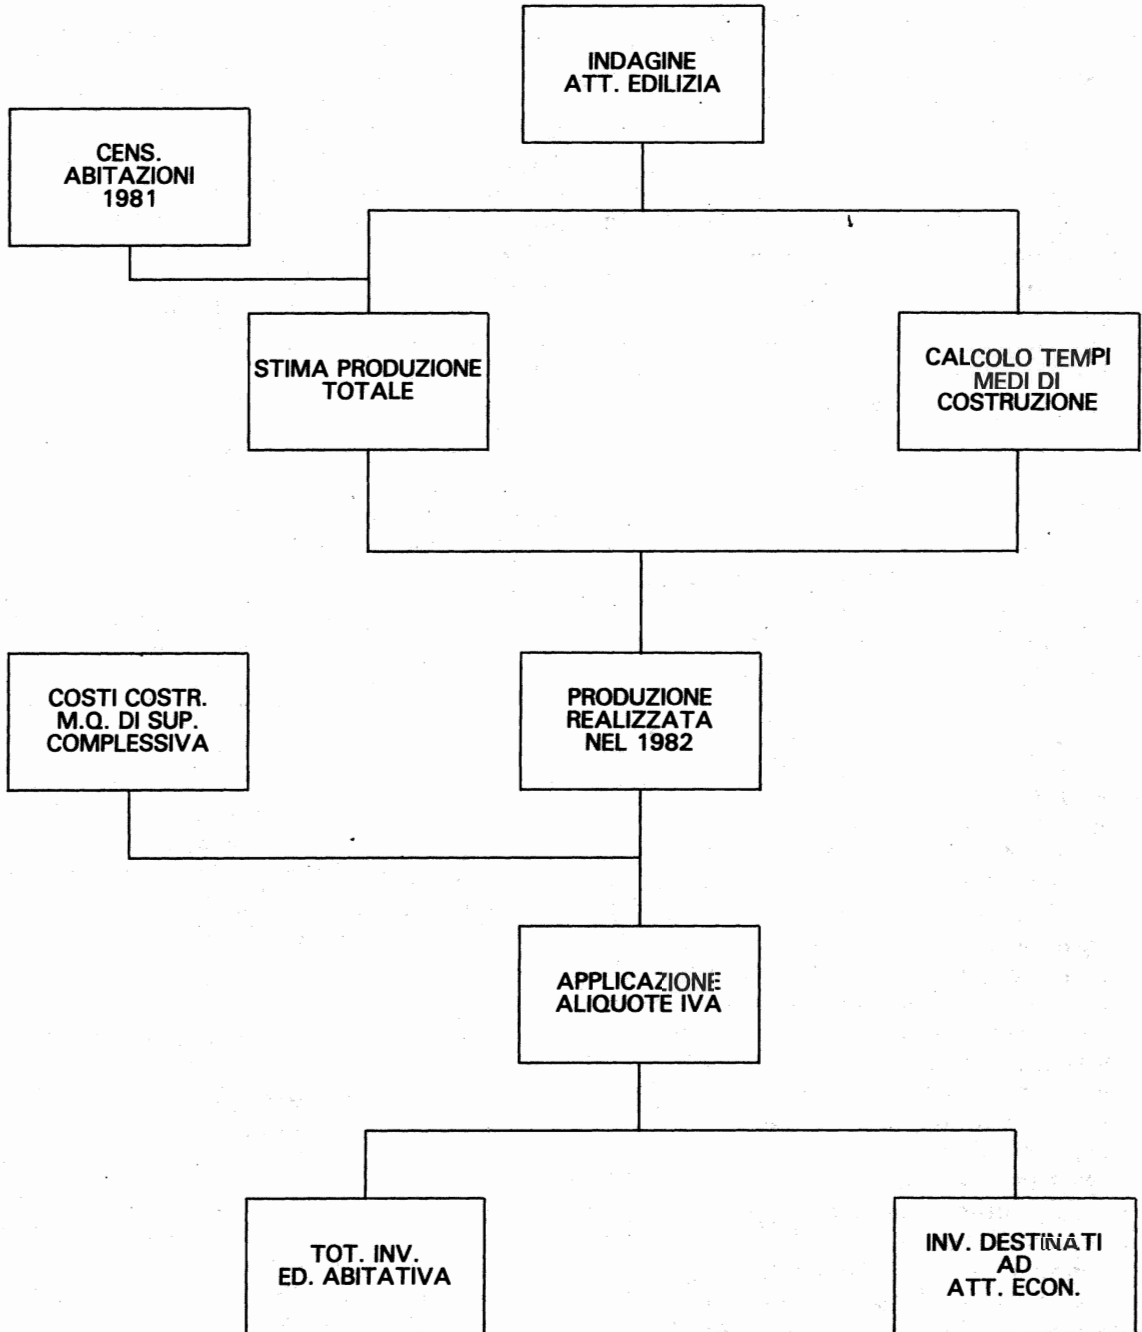 INDAGINE
ATT. EDILIZIA
CENS.
ABITAZIONI
1981
STIMA PRODUZIONE
TOTALE
CALCOLO TEMPI
MEDI DI
COSTRUZIONE
COSTI COSTR.
M.Q. DI SUP.
COMPLESSIVA
PRODUZIONE
REALIZZATA
NEL 1982
APPLICAZIONE
ALIQUOTE IVA
TOT. INV.
ED. ABITATIVA
INV. DESTINATI
AD
ATT. ECON.